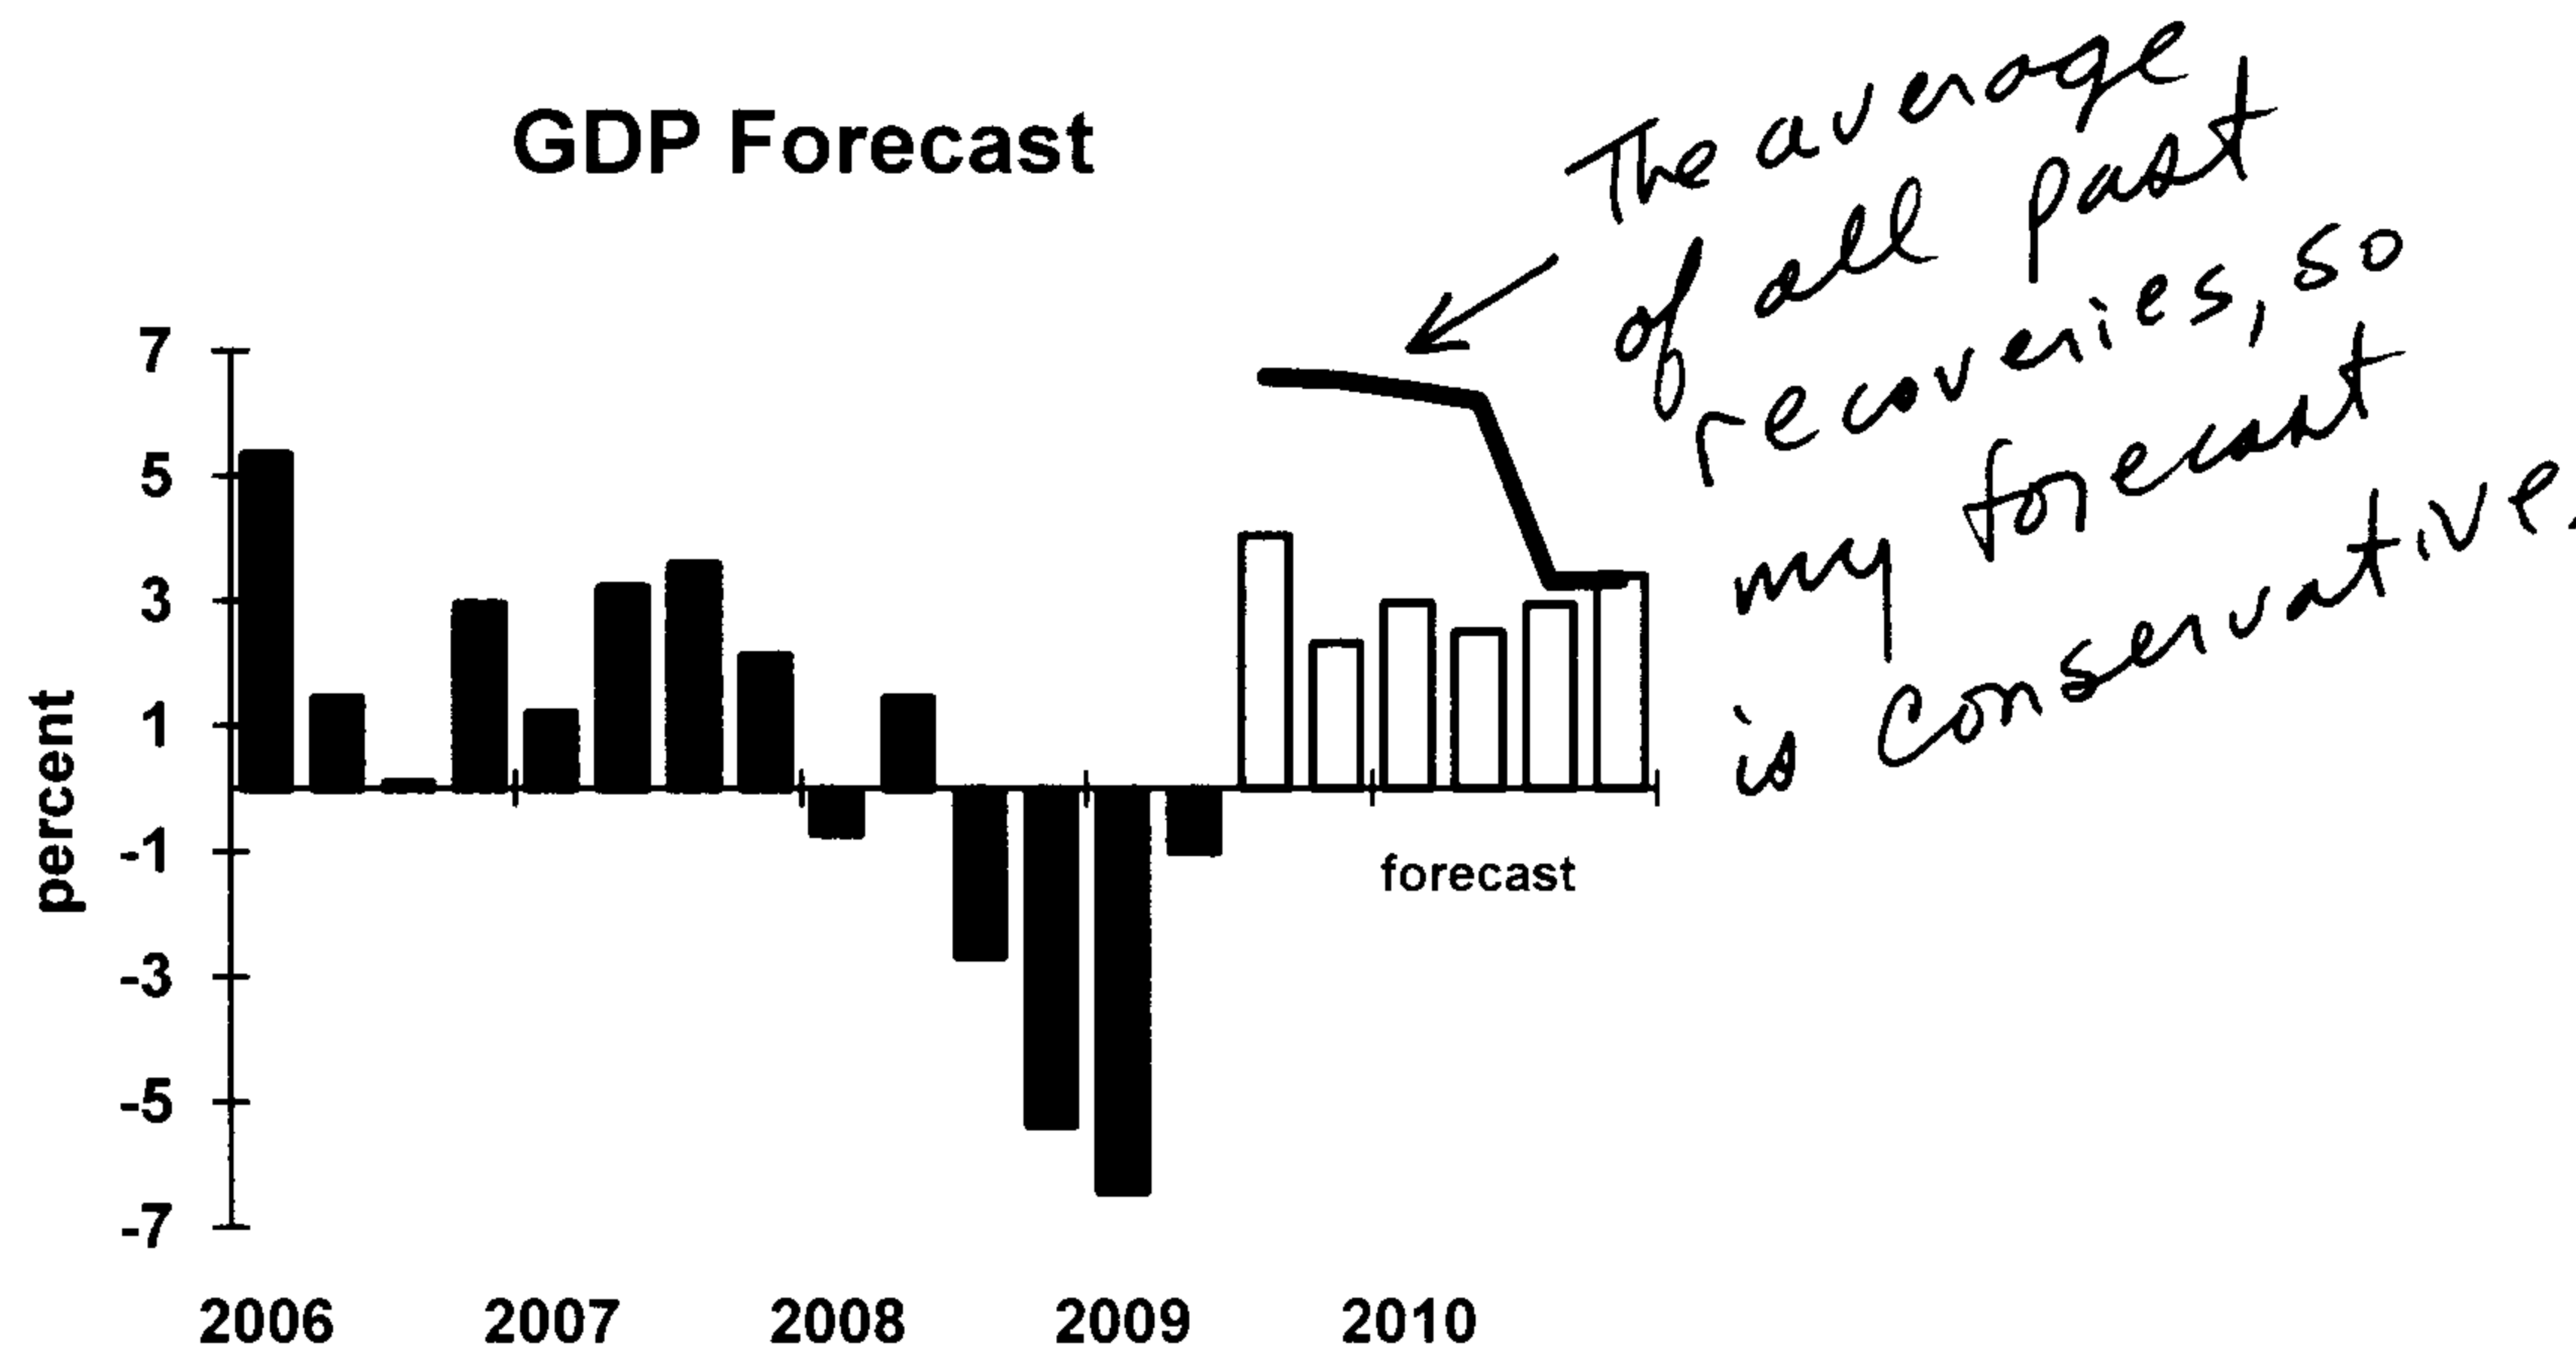 GDP Forecast
The average
of all past
recoveries, so
my forecast
is conservative.
7
5
3
1
-1
-3
-5
-7
percent
forecast
2006 2007 2008 2009 2010